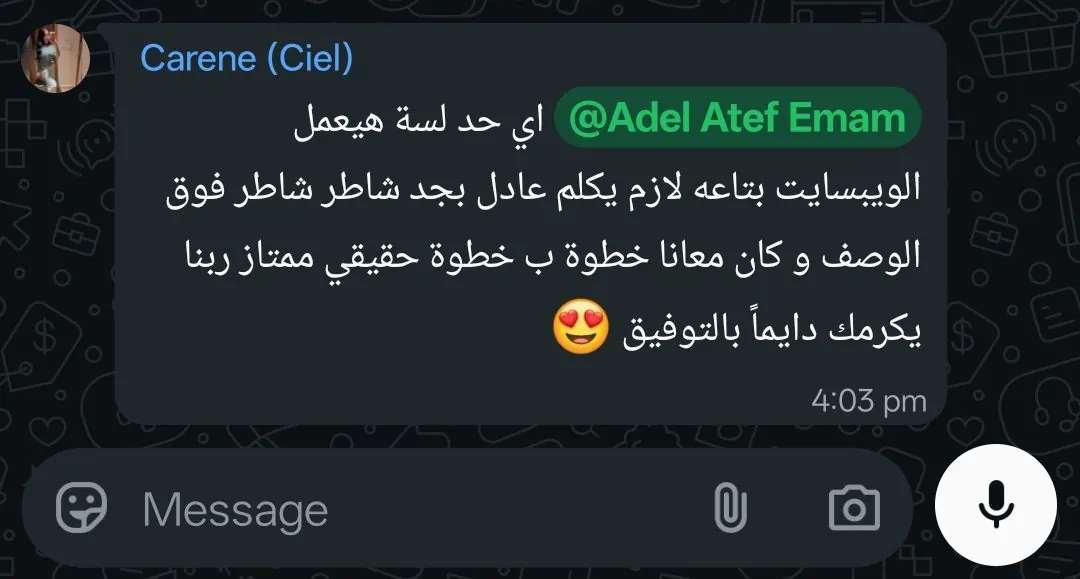 Carene (Ciel)
@Adel Atef Emam اي حد لسة هيعمل
الويبسايت بتاعه لازم يكلم عادل بجد شاطر شاطر فوق
الوصف و كان معانا خطوة ب خطوة حقيقي ممتاز ربنا
يكرمك دايماً بالتوفيق 😍
4:03 pm
Message